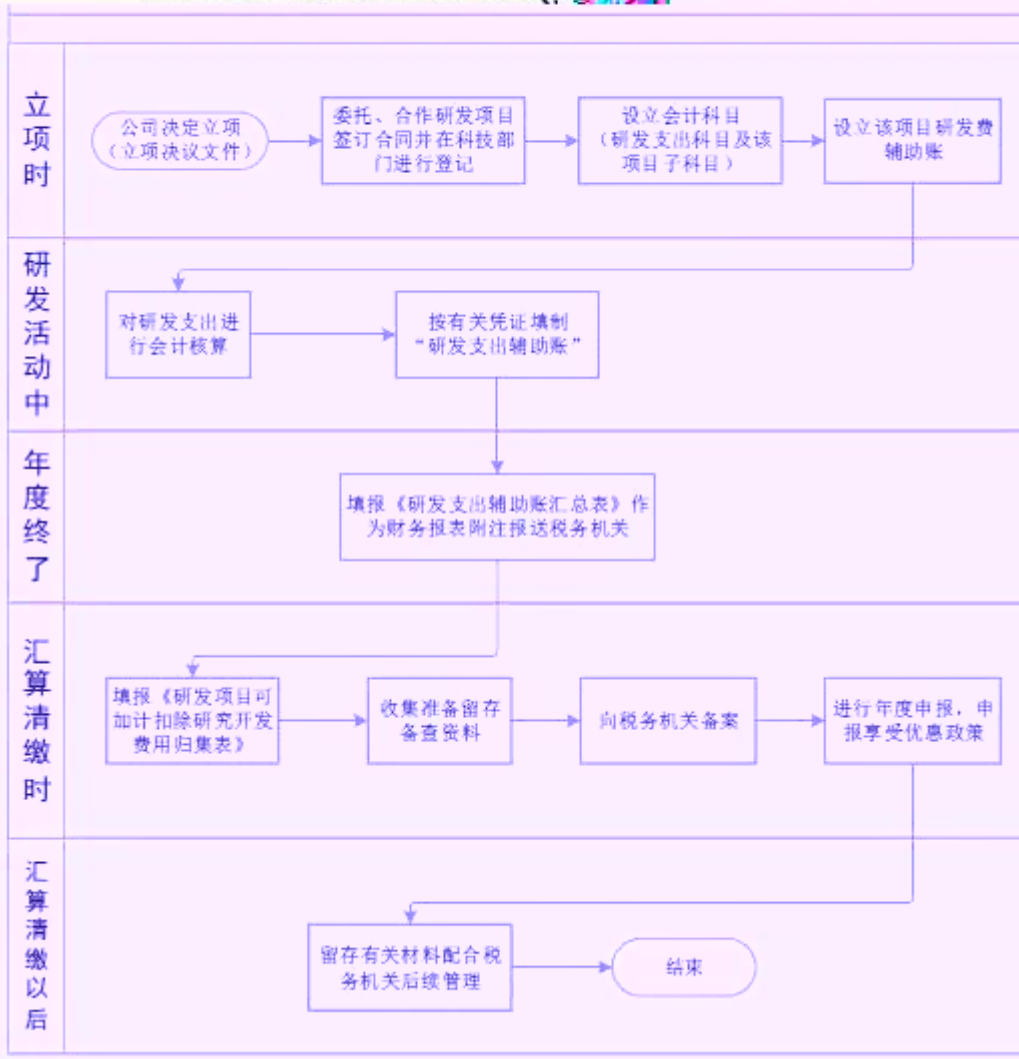 立项时
公司决定立项
（立项决议文件）
委托、合作研发项目
签订合同并在科技部
门进行登记
设立会计科目
（研发支出科目及该
项目子科目）
设立该项目研发费
辅助账
研发活动中
对研发支出进
行会计核算
按有关凭证填制
“研发支出辅助账”
年度终了
填报《研发支出辅助账汇总表》作
为财务报表附注报送税务机关
汇算清缴时
填报《研发项目可
加计扣除研究开发
费用归集表》
收集准备留存
备查资料
向税务机关备案
进行年度申报，申
报享受优惠政策
汇算清缴以后
留存有关材料配合税
务机关后续管理
结束